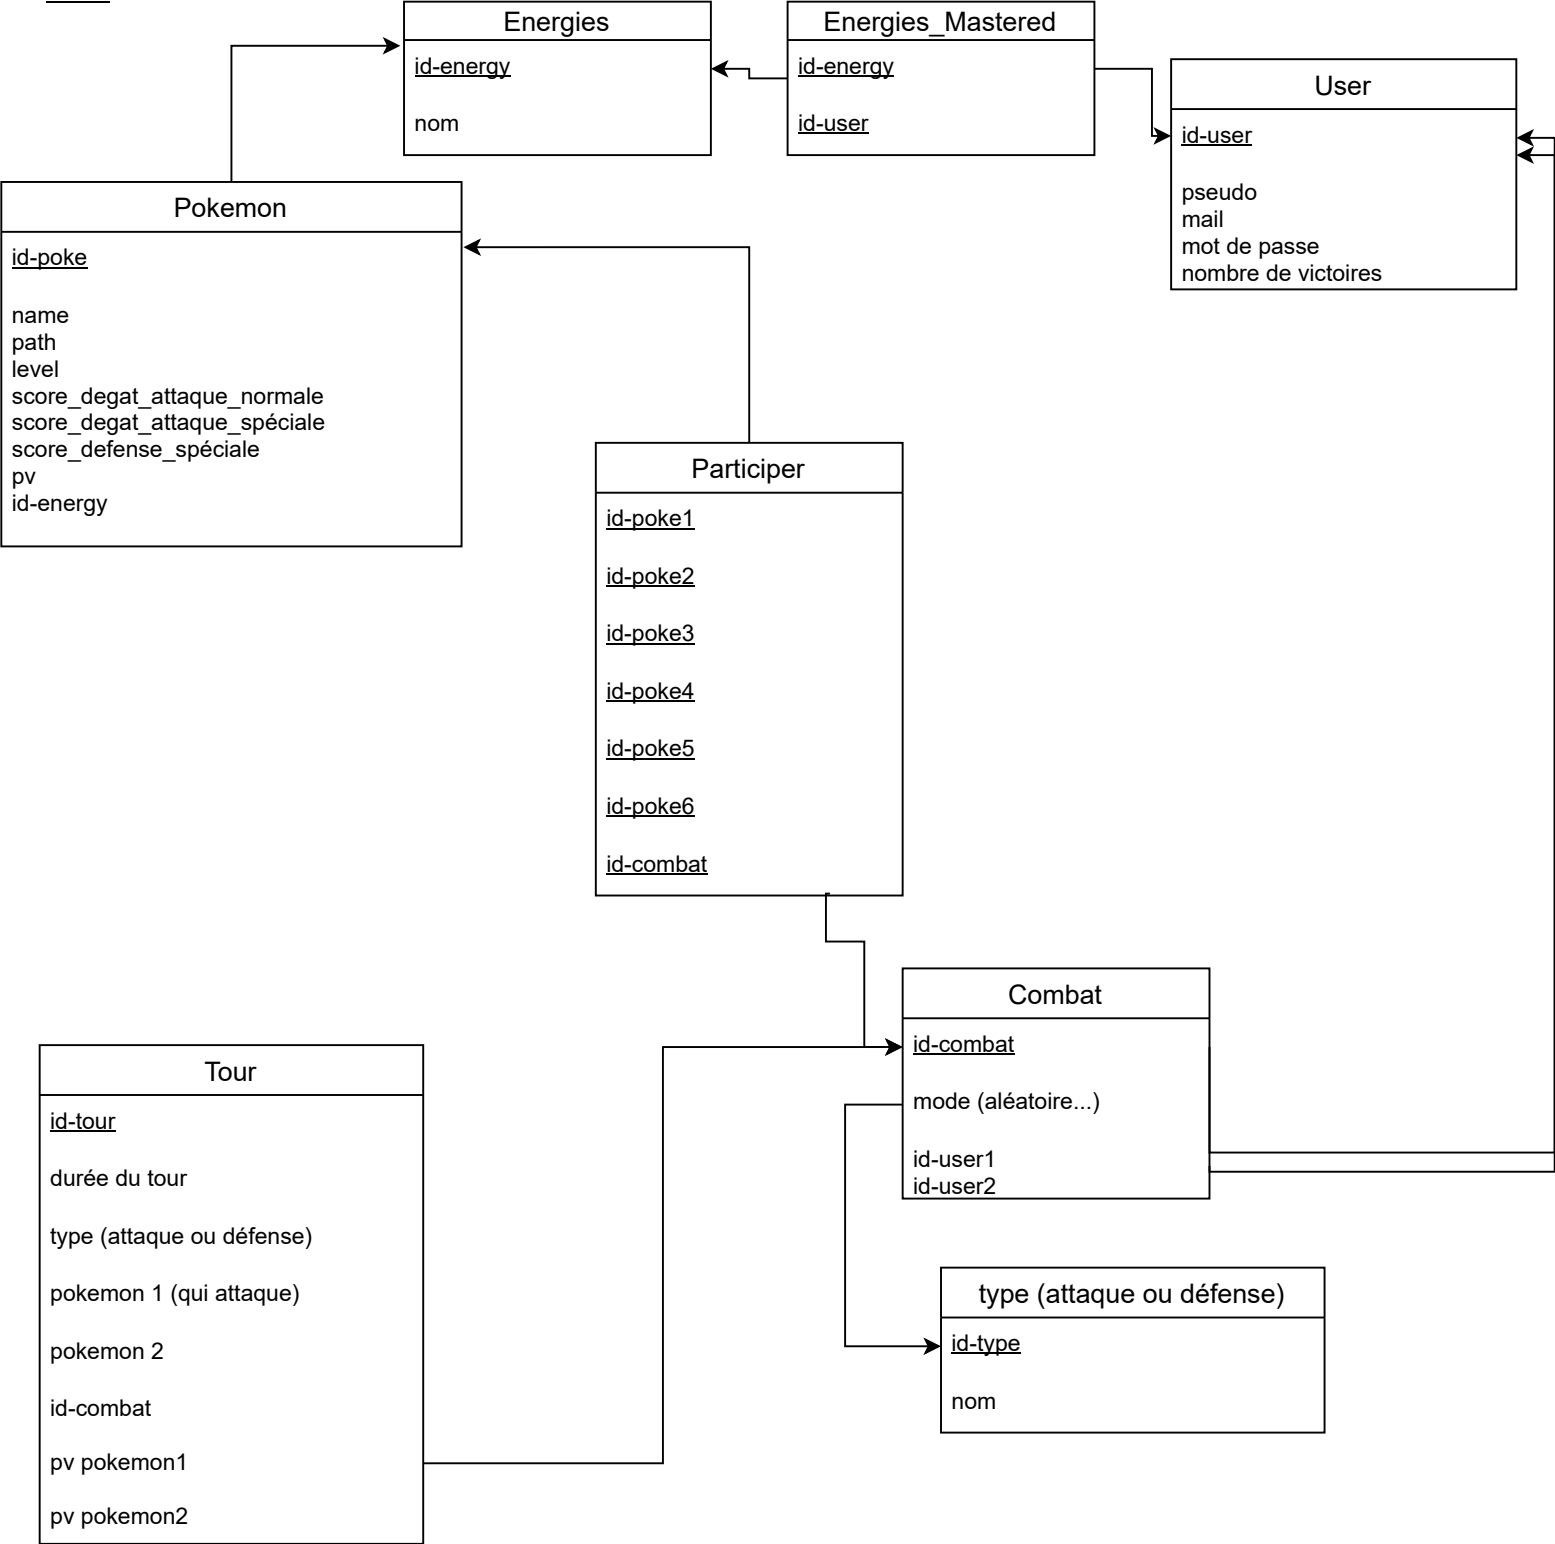 Energies
id-energy
nom
Energies_Mastered
id-energy
id-user
User
id-user
pseudo
mail
mot de passe
nombre de victoires
Pokemon
id-poke
name
path
level
score_degat_attaque_normale
score_degat_attaque_spéciale
score_defense_spéciale
pv
id-energy
Participer
id-poke1
id-poke2
id-poke3
id-poke4
id-poke5
id-poke6
id-combat
Combat
id-combat
mode (aléatoire...)
id-user1
id-user2
Tour
id-tour
durée du tour
type (attaque ou défense)
pokemon 1 (qui attaque)
pokemon 2
id-combat
pv pokemon1
pv pokemon2
type (attaque ou défense)
id-type
nom